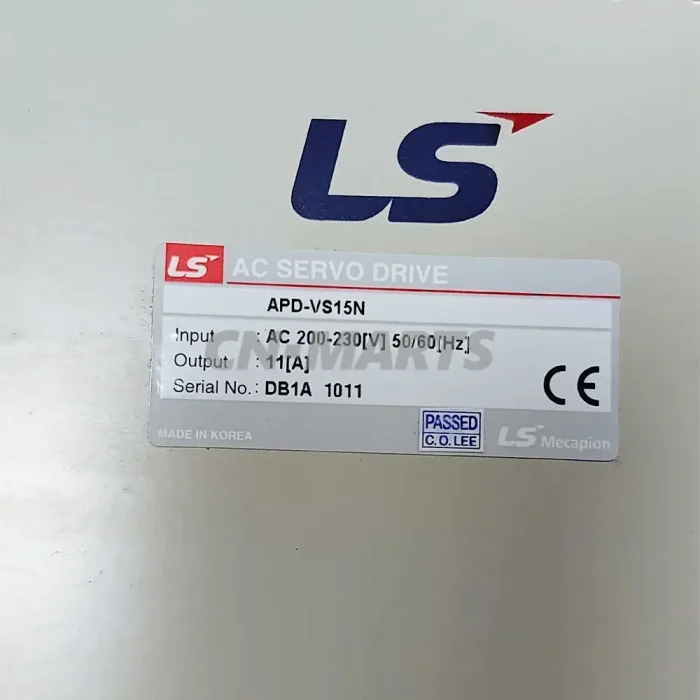 LS
LS AC SERVO DRIVE
APD-VS15N
Input : AC 200-230[V] 50/60[Hz]
Output : 11[A]
Serial No. : DB1A 1011
CE
MADE IN KOREA
PASSED
C.O.LEE
LS Mecapion